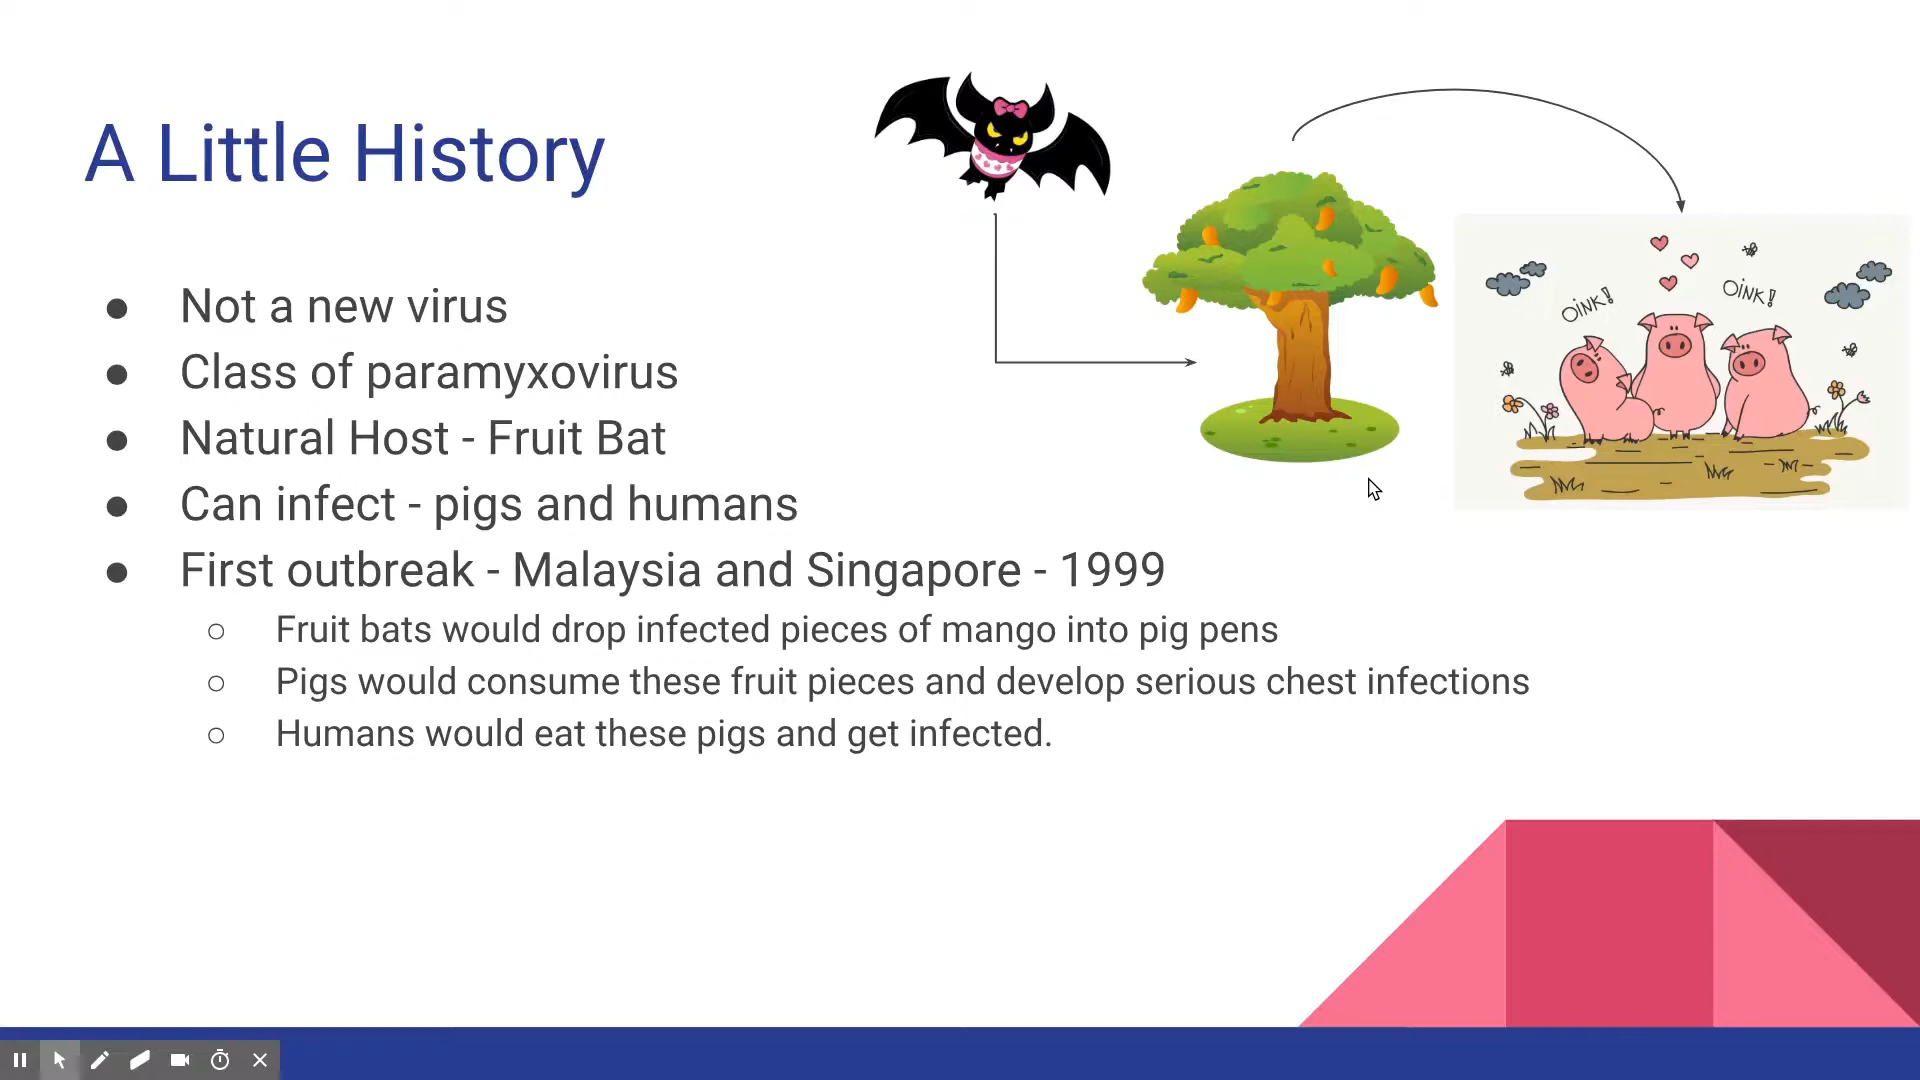 A Little History
● Not a new virus
● Class of paramyxovirus
● Natural Host - Fruit Bat
● Can infect - pigs and humans
● First outbreak - Malaysia and Singapore - 1999
○ Fruit bats would drop infected pieces of mango into pig pens
○ Pigs would consume these fruit pieces and develop serious chest infections
○ Humans would eat these pigs and get infected.
OINK!
OINK!